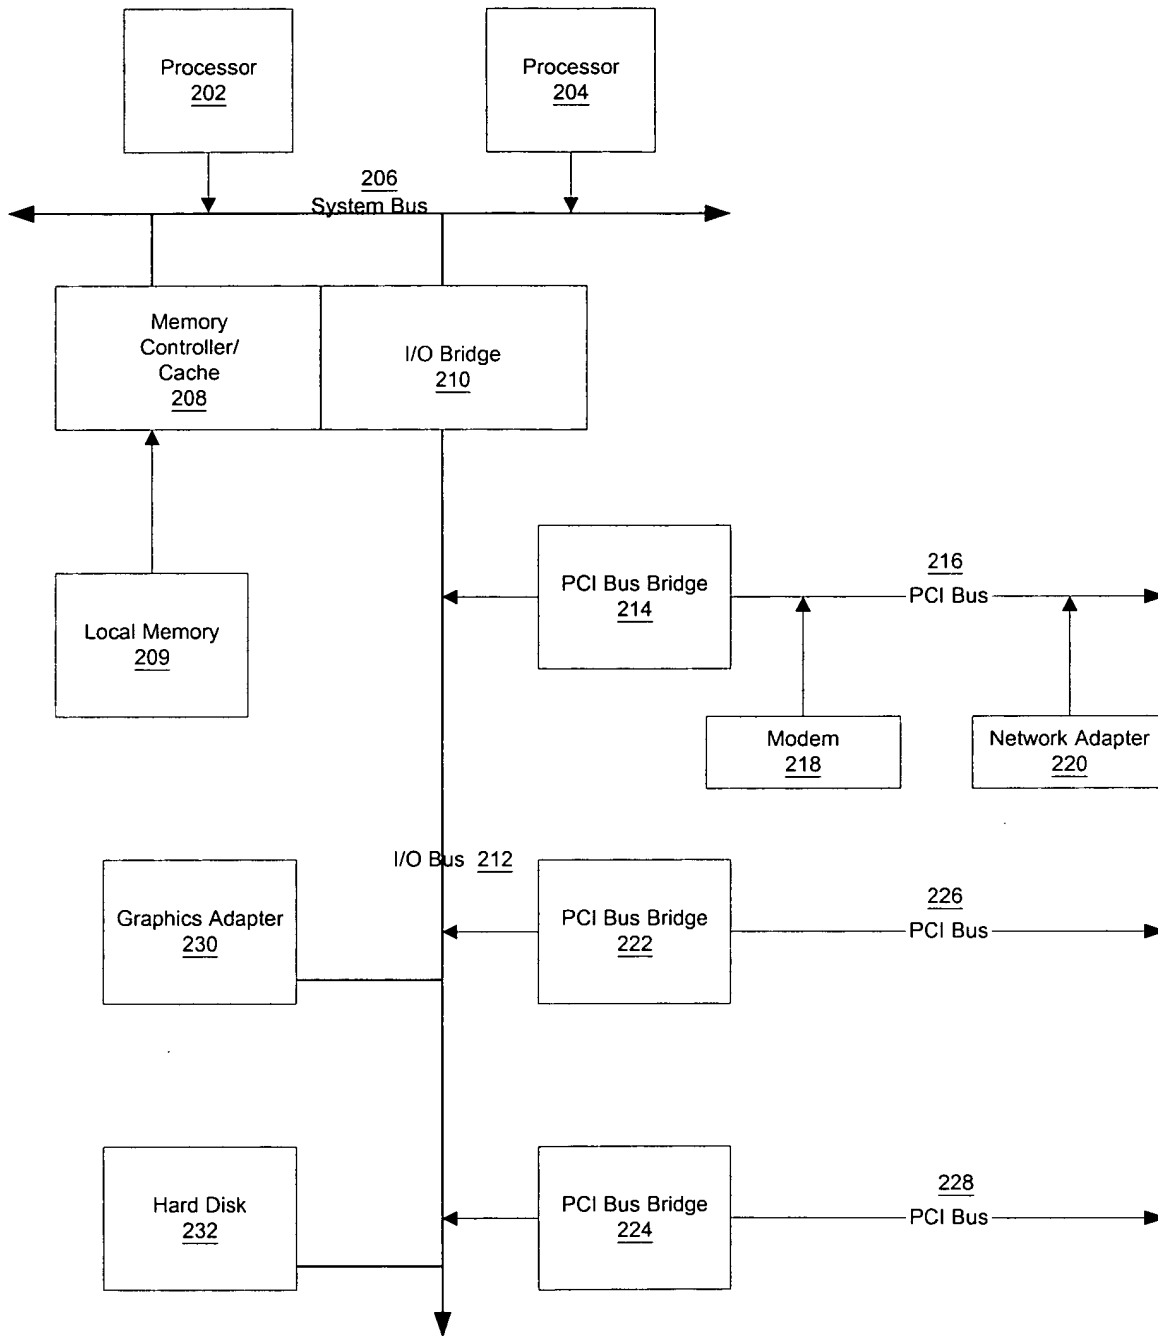 Processor
202
Processor
204
206
System Bus
Memory
Controller/
Cache
208
I/O Bridge
210
PCI Bus Bridge
214
216
PCI Bus
Local Memory
209
Modem
218
Network Adapter
220
I/O Bus 212
Graphics Adapter
230
PCI Bus Bridge
222
226
PCI Bus
Hard Disk
232
PCI Bus Bridge
224
228
PCI Bus